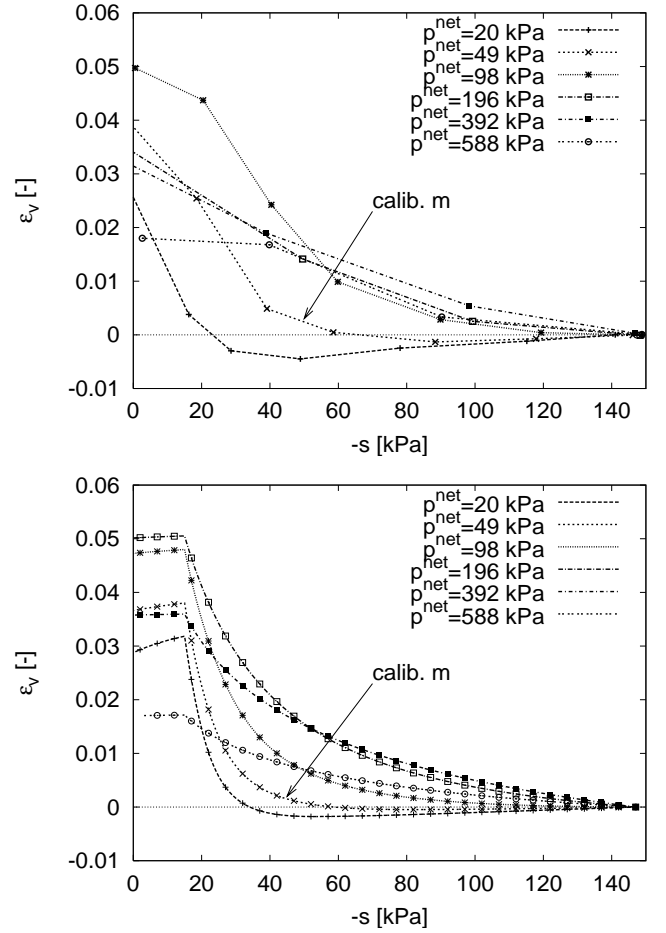 0.06
0.05
0.04
0.03
0.02
0.01
0
-0.01
εv [-]
0 20 40 60 80 100 120 140
-s [kPa]
p^net=20 kPa
p^net=49 kPa
p^net=98 kPa
p^net=196 kPa
p^net=392 kPa
p^net=588 kPa
calib. m
0.06
0.05
0.04
0.03
0.02
0.01
0
-0.01
εv [-]
0 20 40 60 80 100 120 140
-s [kPa]
p^net=20 kPa
p^net=49 kPa
p^net=98 kPa
p^net=196 kPa
p^net=392 kPa
p^net=588 kPa
calib. m